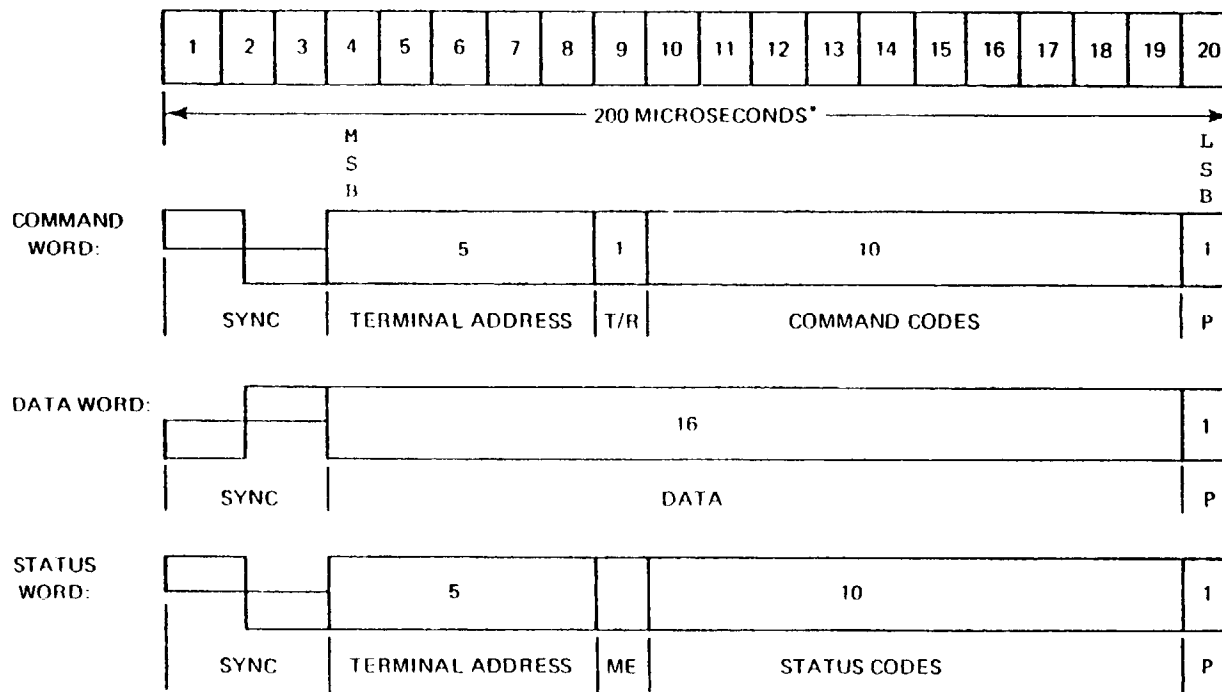 1 2 3 4 5 6 7 8 9 10 11 12 13 14 15 16 17 18 19 20
200 MICROSECONDS*
M
S
B
L
S
B
COMMAND
WORD:
5 1 10 1
SYNC TERMINAL ADDRESS T/R COMMAND CODES P
DATA WORD:
16 1
SYNC DATA P
STATUS
WORD:
5 10 1
SYNC TERMINAL ADDRESS ME STATUS CODES P